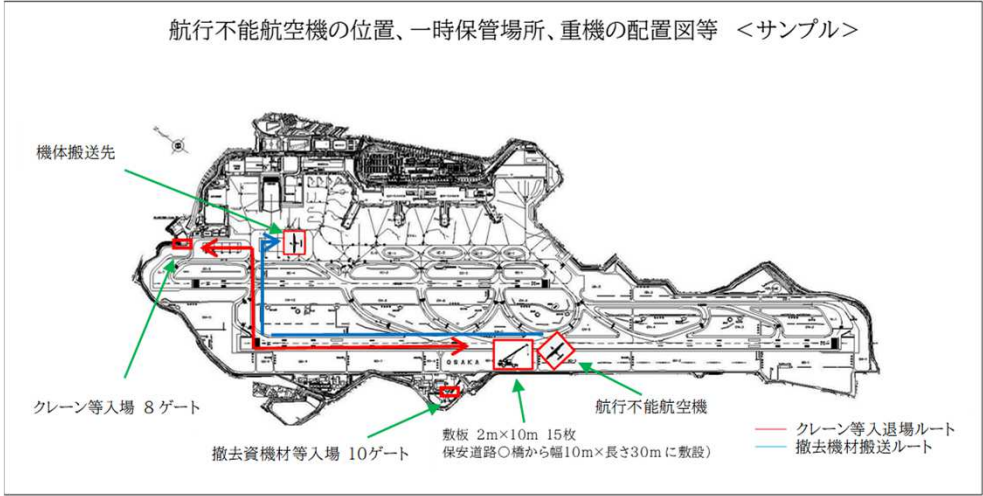 航行不能航空機の位置、一時保管場所、重機の配置図等 <サンプル>
機体搬送先
OSAKA
クレーン等入場 8ゲート
撤去資機材等入場 10ゲート
敷板 2m×10m 15枚
保安道路〇橋から幅10m×長さ30mに敷設)
航行不能航空機
クレーン等入退場ルート
撤去機材搬送ルート